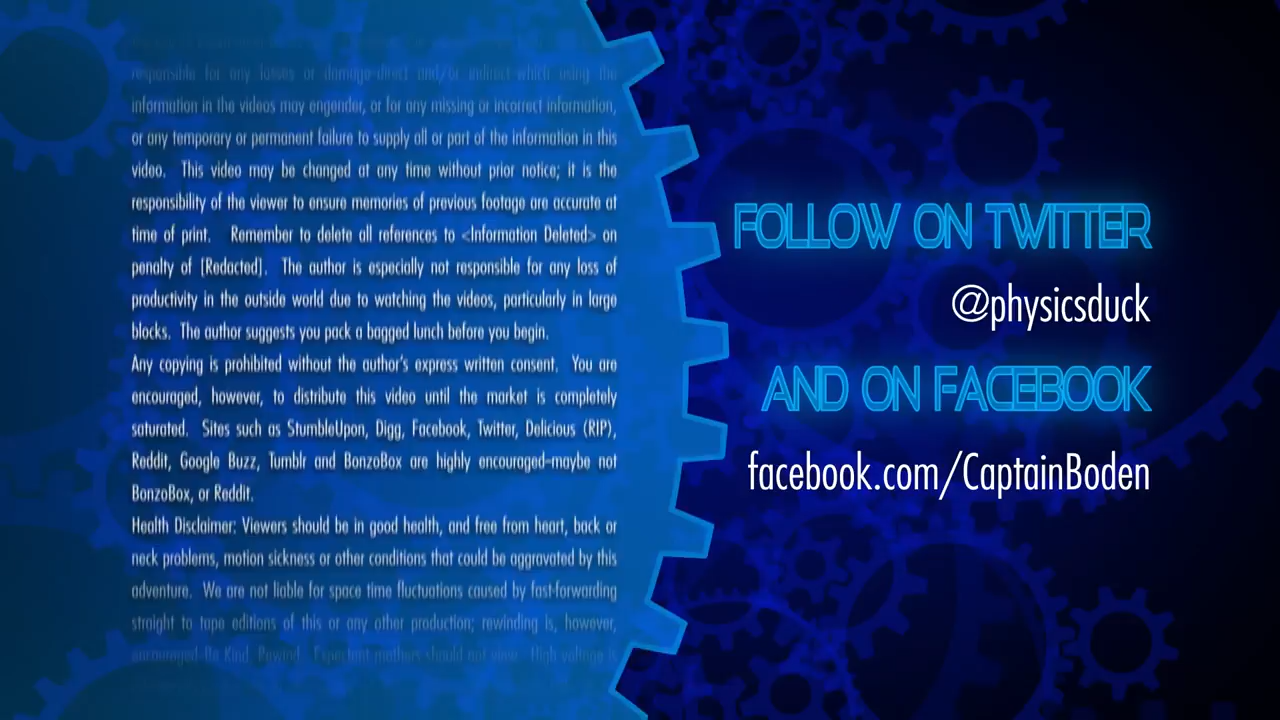 responsible for any losses or damage-direct and/or indirect-which using the
information in the videos may engender, or for any missing or incorrect information,
or any temporary or permanent failure to supply all or part of the information in this
video. This video may be changed at any time without prior notice; it is the
responsibility of the viewer to ensure memories of previous footage are accurate at
time of print. Remember to delete all references to <Information Deleted> on
penalty of [Redacted]. The author is especially not responsible for any loss of
productivity in the outside world due to watching the videos, particularly in large
blocks. The author suggests you pack a bagged lunch before you begin.
Any copying is prohibited without the author's express written consent. You are
encouraged, however, to distribute this video until the market is completely
saturated. Sites such as StumbleUpon, Digg, Facebook, Twitter, Delicious (RIP),
Reddit, Google Buzz, Tumblr and BonzoBox are highly encouraged-maybe not
BonzoBox, or Reddit.
Health Disclaimer: Viewers should be in good health, and free from heart, back or
neck problems, motion sickness or other conditions that could be aggravated by this
adventure. We are not liable for space time fluctuations caused by fast-forwarding
straight to tape editions of this or any other production; rewinding is, however,
encouraged-Be Kind, Rewind. Expectant mothers should not view. High voltage is
FOLLOW ON TWITTER
@physicsduck
AND ON FACEBOOK
facebook.com/CaptainBoden